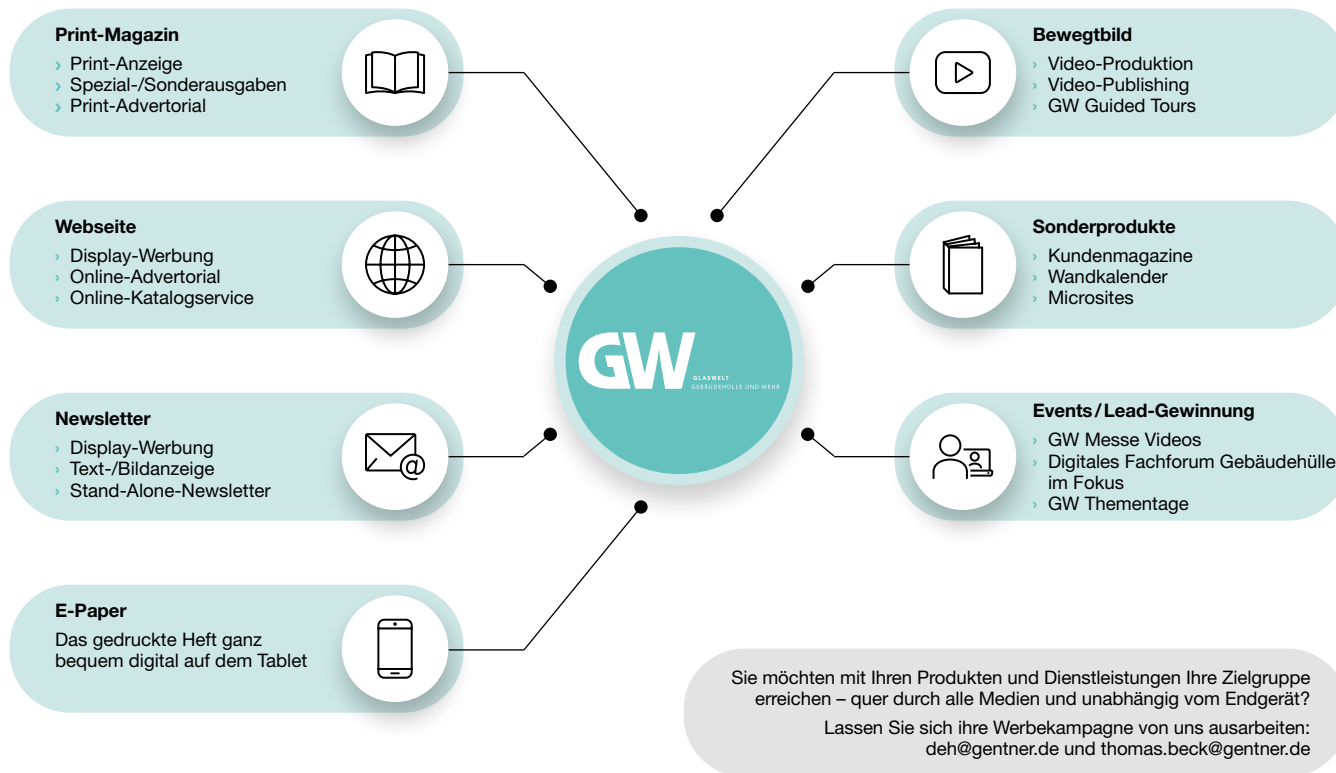 Print-Magazin
› Print-Anzeige
› Spezial-/Sonderausgaben
› Print-Advertorial
Webseite
› Display-Werbung
› Online-Advertorial
› Online-Katalogservice
Newsletter
› Display-Werbung
› Text-/Bildanzeige
› Stand-Alone-Newsletter
@
E-Paper
Das gedruckte Heft ganz
bequem digital auf dem Tablet
GW
GLASWELT
GEBÄUDEHÜLLE UND MEHR
Bewegtbild
› Video-Produktion
› Video-Publishing
› GW Guided Tours
Sonderprodukte
› Kundenmagazine
› Wandkalender
› Microsites
Events/Lead-Gewinnung
› GW Messe Videos
› Digitales Fachforum Gebäudehülle
im Fokus
› GW Thementage
Sie möchten mit Ihren Produkten und Dienstleistungen Ihre Zielgruppe
erreichen – quer durch alle Medien und unabhängig vom Endgerät?
Lassen Sie sich ihre Werbekampagne von uns ausarbeiten:
deh@gentner.de und thomas.beck@gentner.de